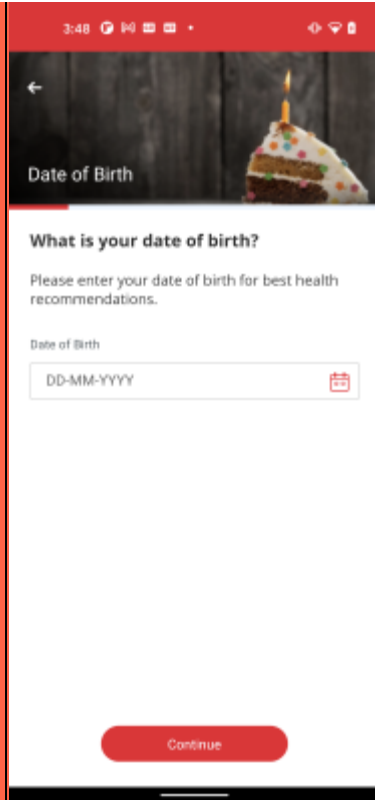 3:48
Date of Birth
What is your date of birth?
Please enter your date of birth for best health
recommendations.
Date of Birth
DD-MM-YYYY
Continue